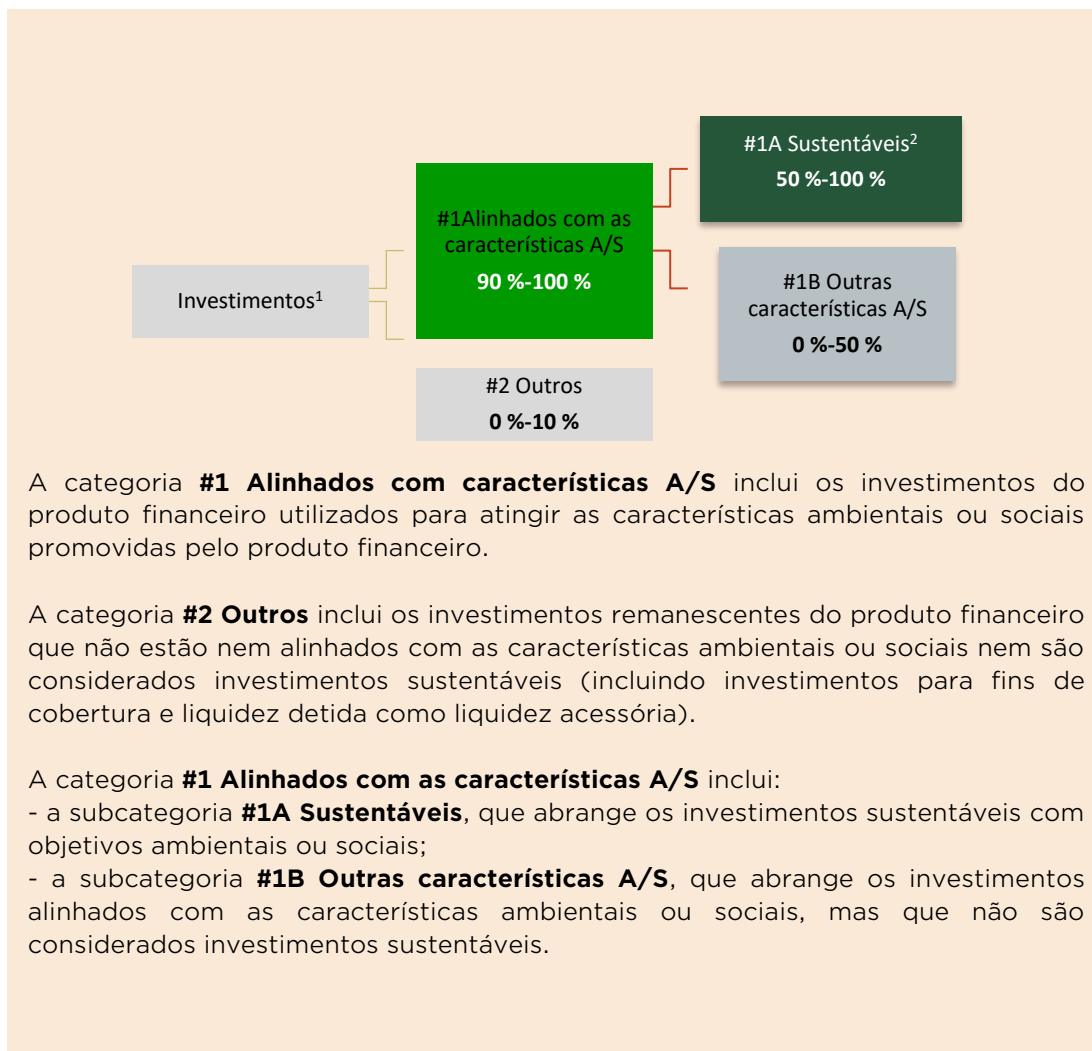 #1A Sustentáveis²
50 %-100 %
#1Alinhados com as
características A/S
90 %-100 %
Investimentos¹
#1B Outras
características A/S
0 %-50 %
#2 Outros
0 %-10 %
A categoria #1 Alinhados com características A/S inclui os investimentos do
produto financeiro utilizados para atingir as características ambientais ou sociais
promovidas pelo produto financeiro.
A categoria #2 Outros inclui os investimentos remanescentes do produto financeiro
que não estão nem alinhados com as características ambientais ou sociais nem são
considerados investimentos sustentáveis (incluindo investimentos para fins de
cobertura e liquidez detida como liquidez acessória).
A categoria #1 Alinhados com as características A/S inclui:
- a subcategoria #1A Sustentáveis, que abrange os investimentos sustentáveis com
objetivos ambientais ou sociais;
- a subcategoria #1B Outras características A/S, que abrange os investimentos
alinhados com as características ambientais ou sociais, mas que não são
considerados investimentos sustentáveis.